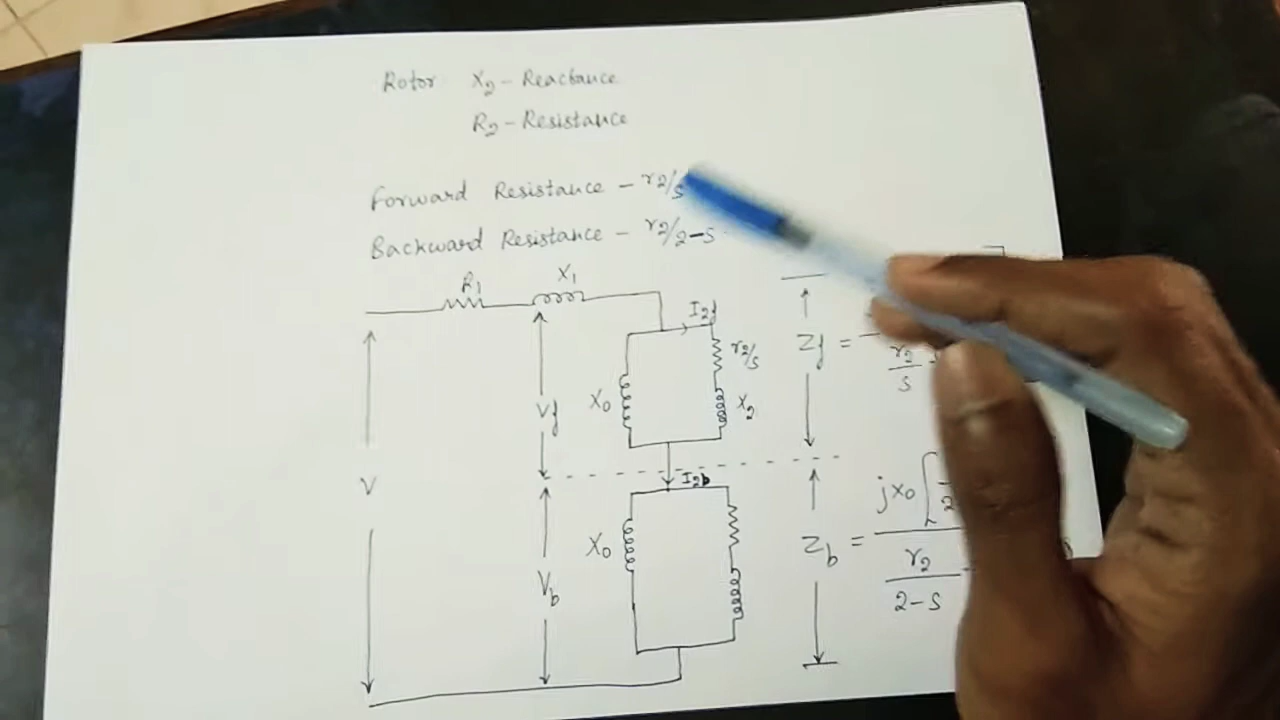 Rotor X2 - Reactance
R2 - Resistance
Forward Resistance - r2/s
Backward Resistance - r2/2-s
R1 X1
I2f
r2/s
X0 X2
Vf
Zf =
r2/s
V
I2b
X0
Vb
Zb = jX0 [
r2/2-s